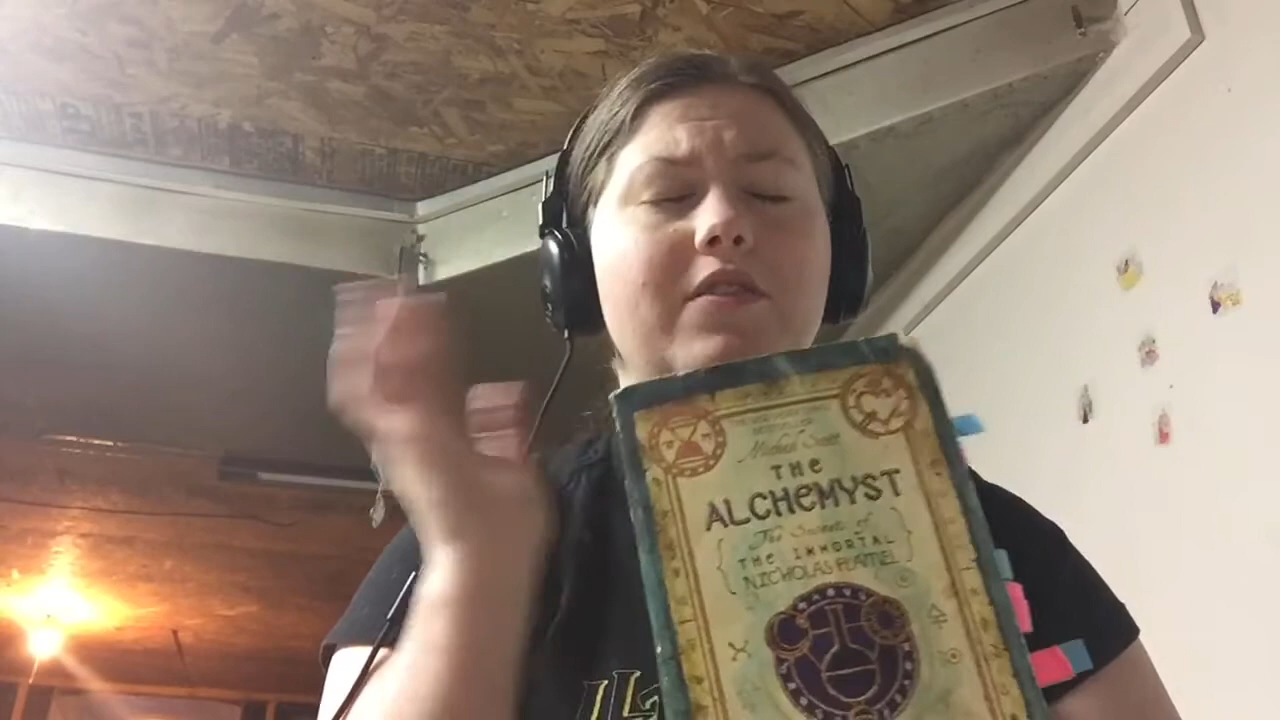 Michael Scott
THE
ALCHEMYST
The Secrets of
THE IMMORTAL
NICHOLAS FLAMEL